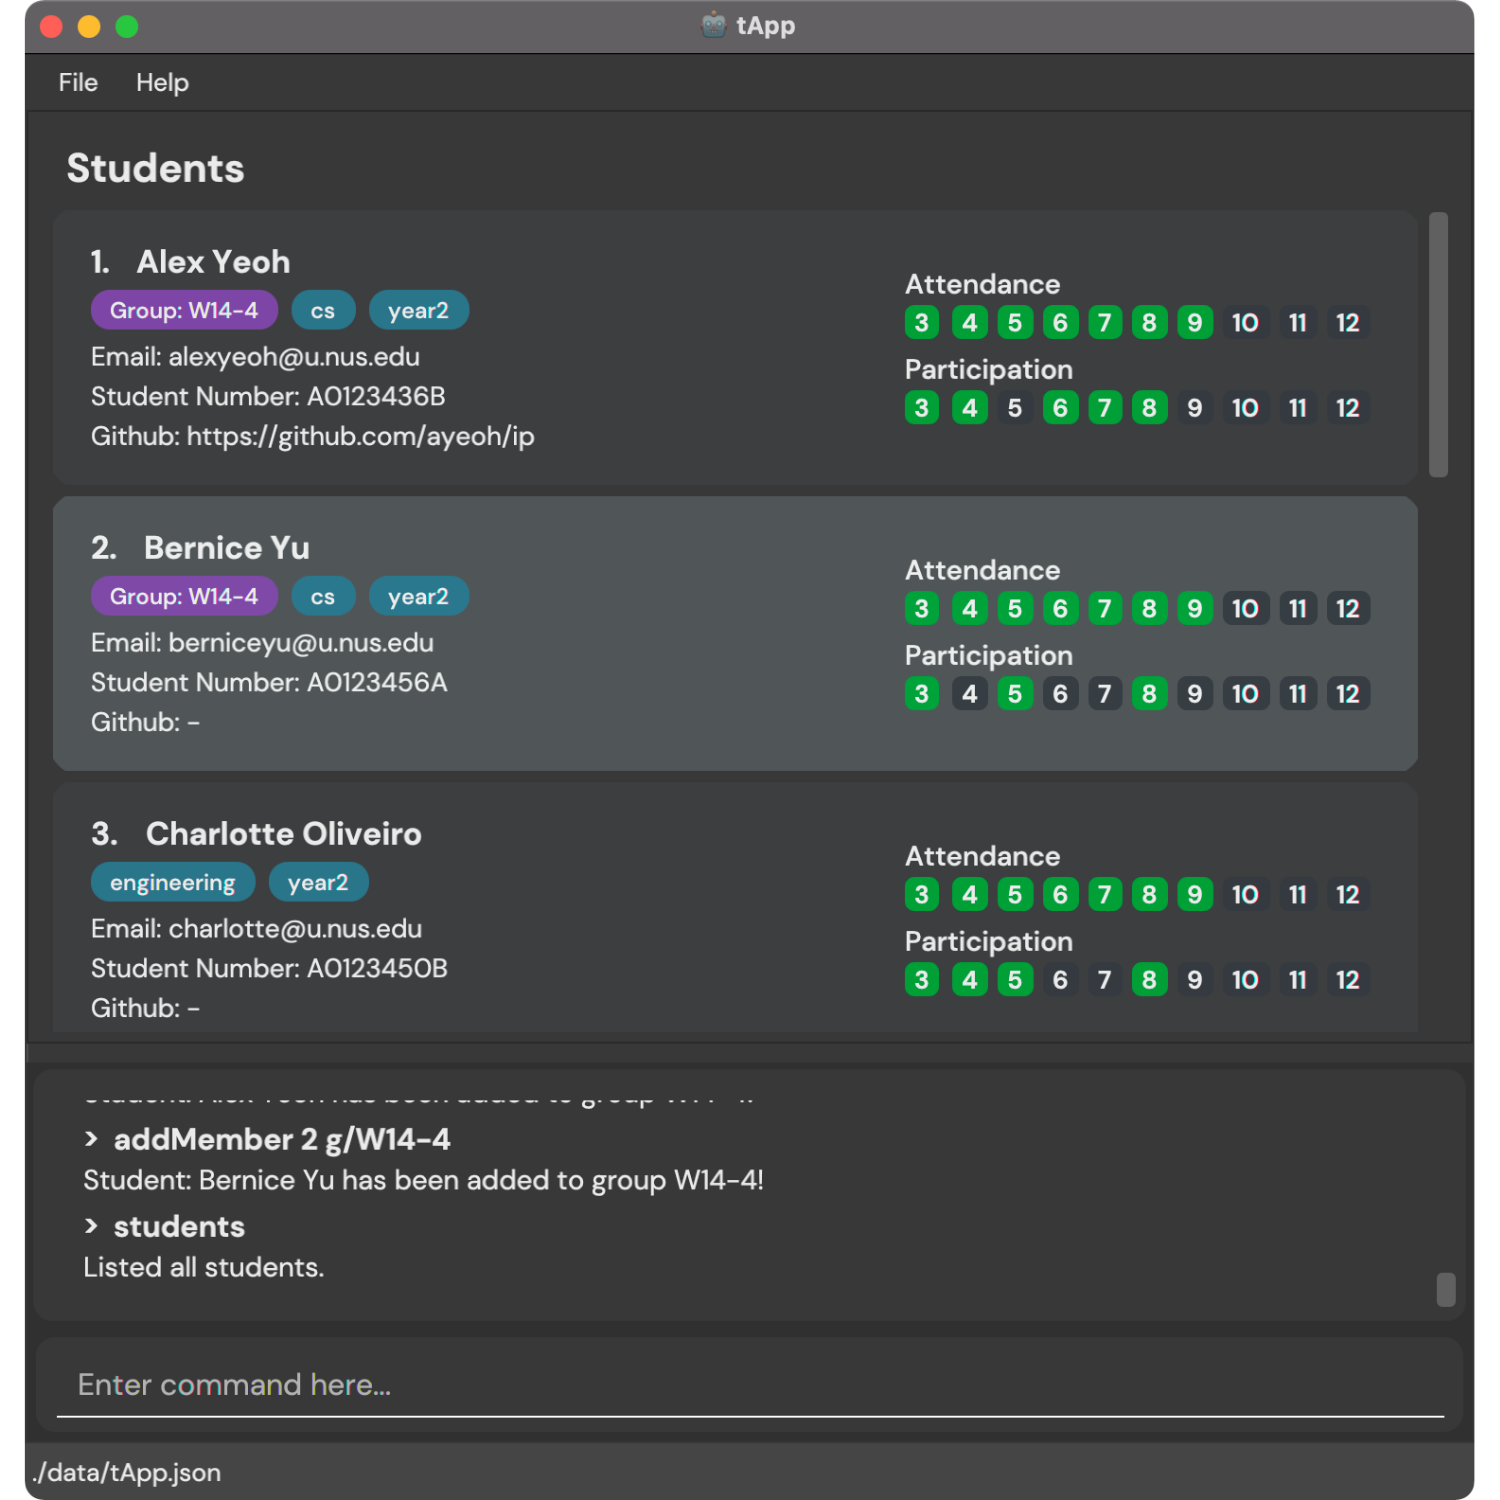 tApp
File Help
Students
1. Alex Yeoh
Group: W14-4 cs year2
Email: alexyeoh@u.nus.edu
Student Number: A0123436B
Github: https://github.com/ayeoh/ip
Attendance
3 4 5 6 7 8 9 10 11 12
Participation
3 4 5 6 7 8 9 10 11 12
2. Bernice Yu
Group: W14-4 cs year2
Email: berniceyu@u.nus.edu
Student Number: A0123456A
Github: -
Attendance
3 4 5 6 7 8 9 10 11 12
Participation
3 4 5 6 7 8 9 10 11 12
3. Charlotte Oliveiro
engineering year2
Email: charlotte@u.nus.edu
Student Number: A0123450B
Github: -
Attendance
3 4 5 6 7 8 9 10 11 12
Participation
3 4 5 6 7 8 9 10 11 12
> addMember 2 g/W14-4
Student: Bernice Yu has been added to group W14-4!
> students
Listed all students.
Enter command here...
./data/tApp.json